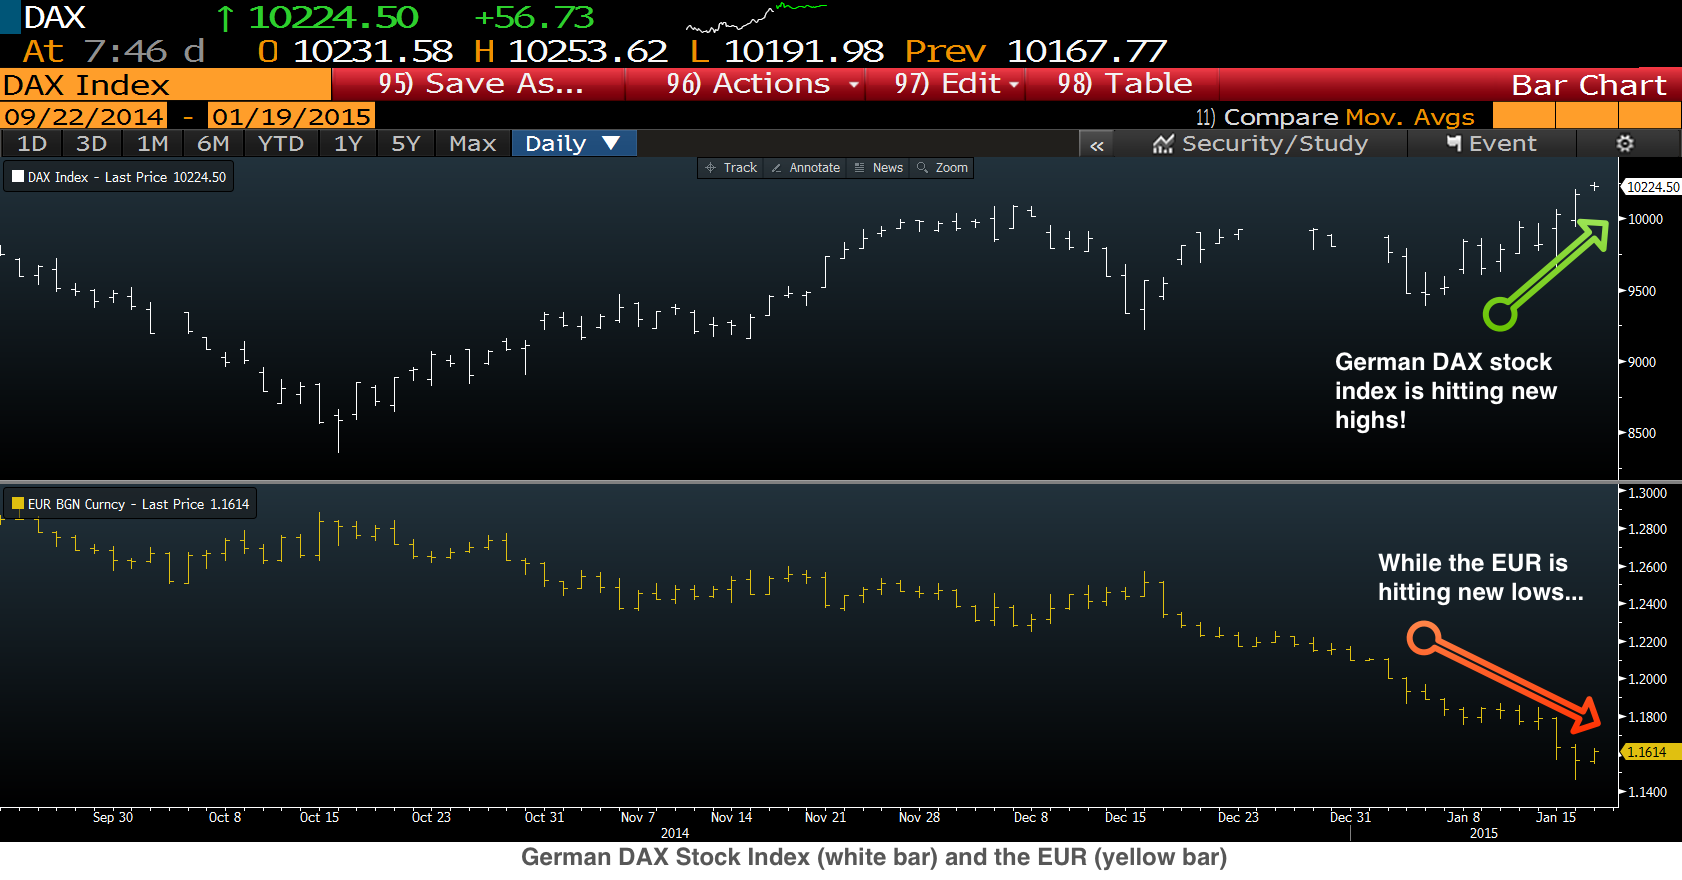 DAX ↑ 10224.50 +56.73
At 7:46 d O 10231.58 H 10253.62 L 10191.98 Prev 10167.77
DAX Index 95) Save As... 96) Actions 97) Edit 98) Table Bar Chart
09/22/2014 - 01/19/2015 11) Compare Mov. Avgs
1D 3D 1M 6M YTD 1Y 5Y Max Daily ▼ « Security/Study Event
Track Annotate News Zoom
DAX Index - Last Price 10224.50
10224.50
10000
9500
9000
8500
German DAX stock
index is hitting new
highs!
EUR BGN Curncy - Last Price 1.1614
1.3000
1.2800
1.2600
1.2400
1.2200
1.2000
1.1800
1.1614
1.1400
While the EUR is
hitting new lows...
Sep 30 Oct 8 Oct 15 Oct 23 Oct 31 Nov 7 Nov 14 Nov 21 Nov 28 Dec 8 Dec 15 Dec 23 Dec 31 Jan 8 Jan 15
2014 2015
German DAX Stock Index (white bar) and the EUR (yellow bar)